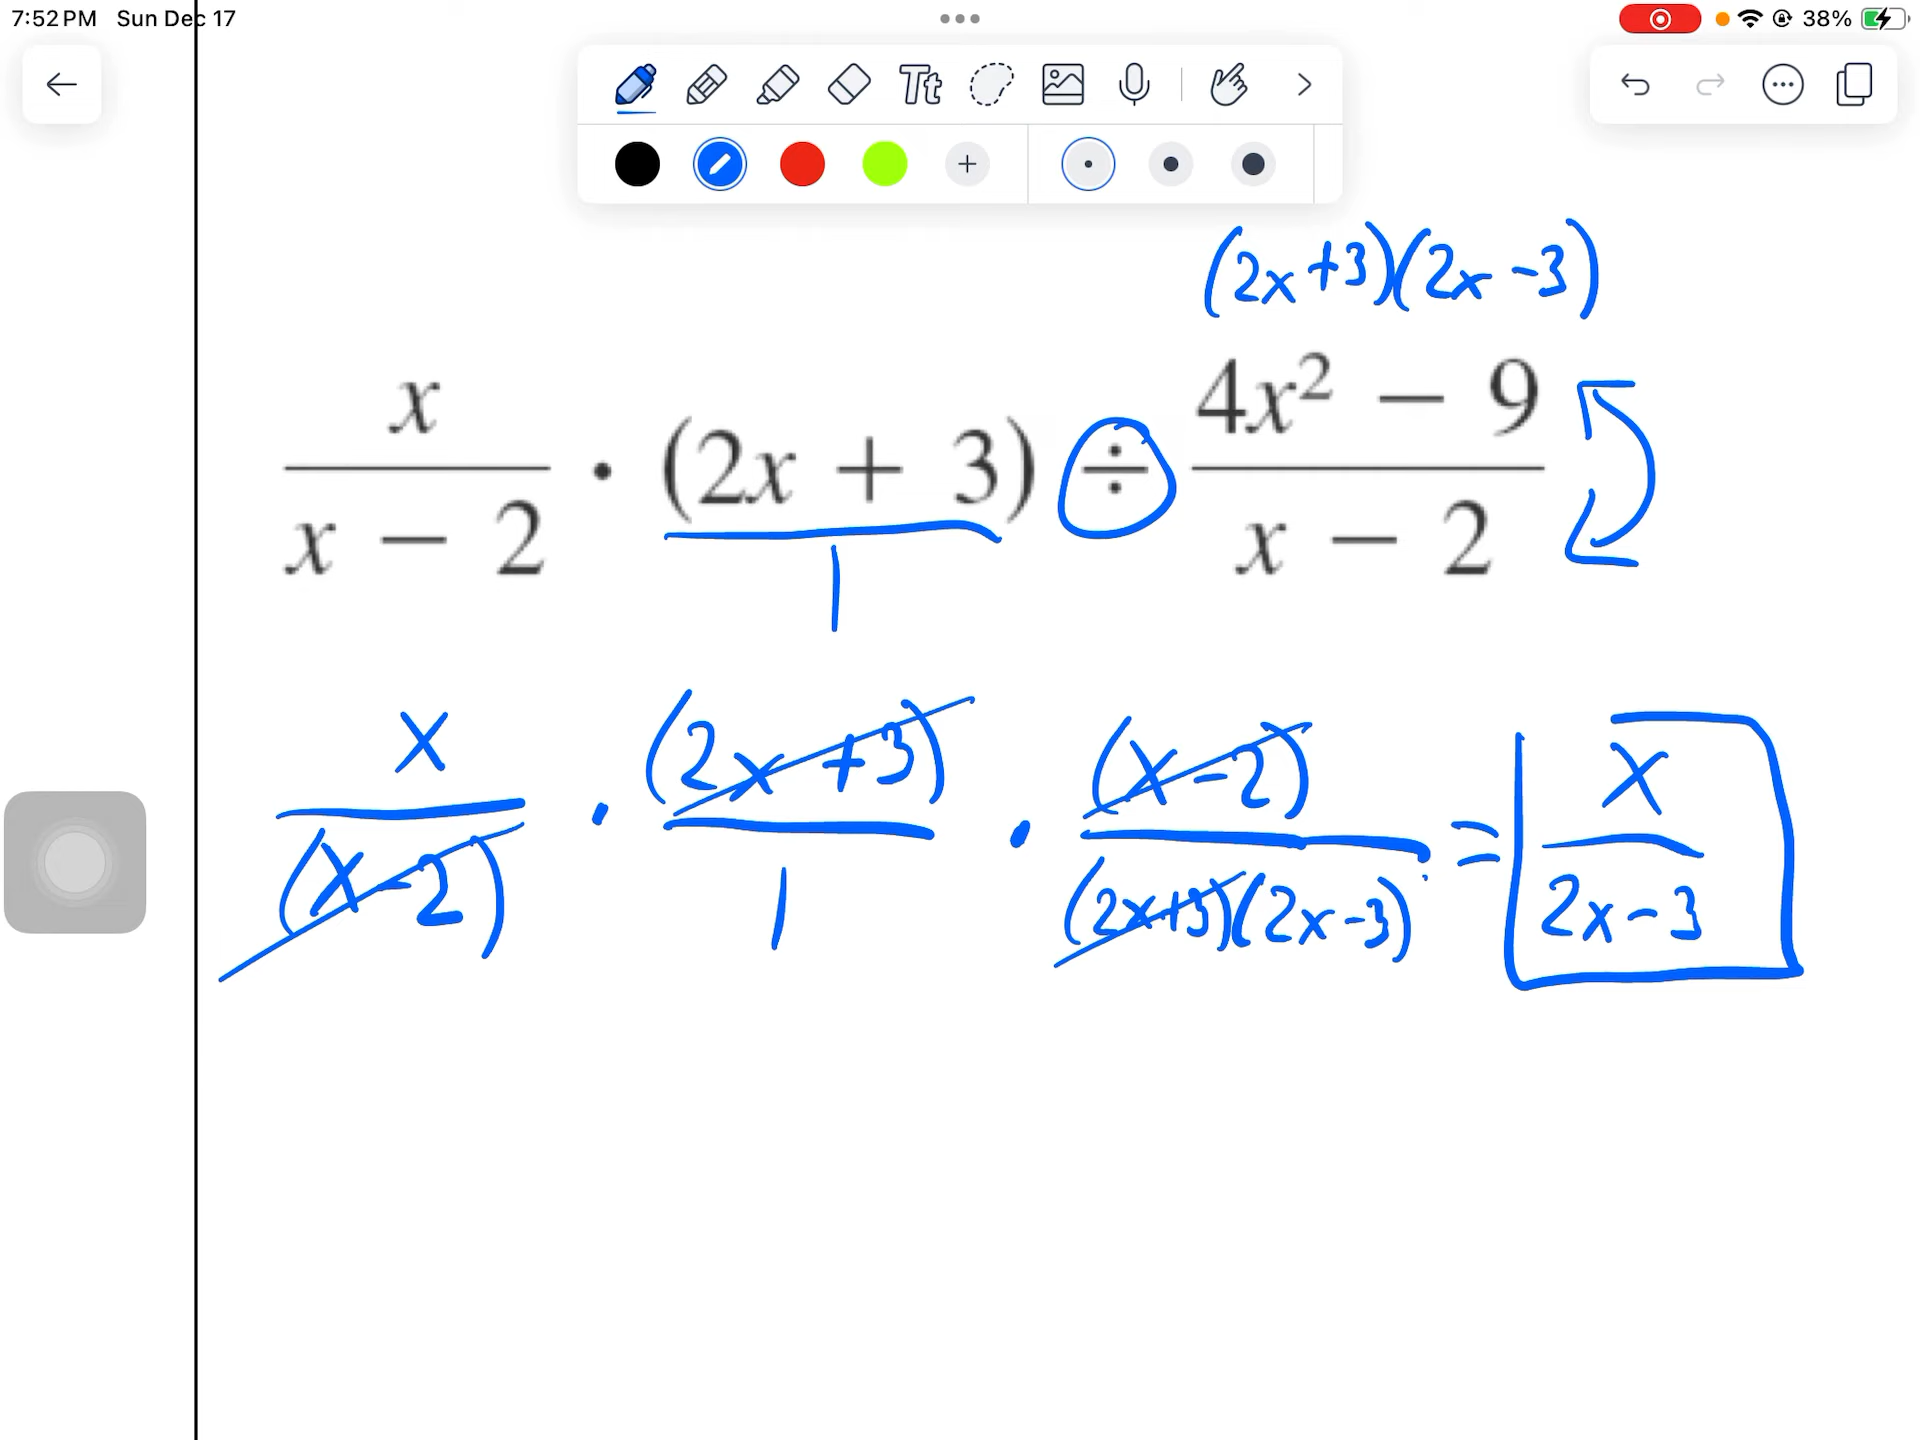 7:52 PM Sun Dec 17 38%
Tt
(2x+3)(2x-3)
x/(x − 2) · (2x + 3)/1 ÷ (4x² − 9)/(x − 2)
x/(x-2) · (2x+3)/1 · (x-2)/((2x+3)(2x-3)) = x/(2x-3)